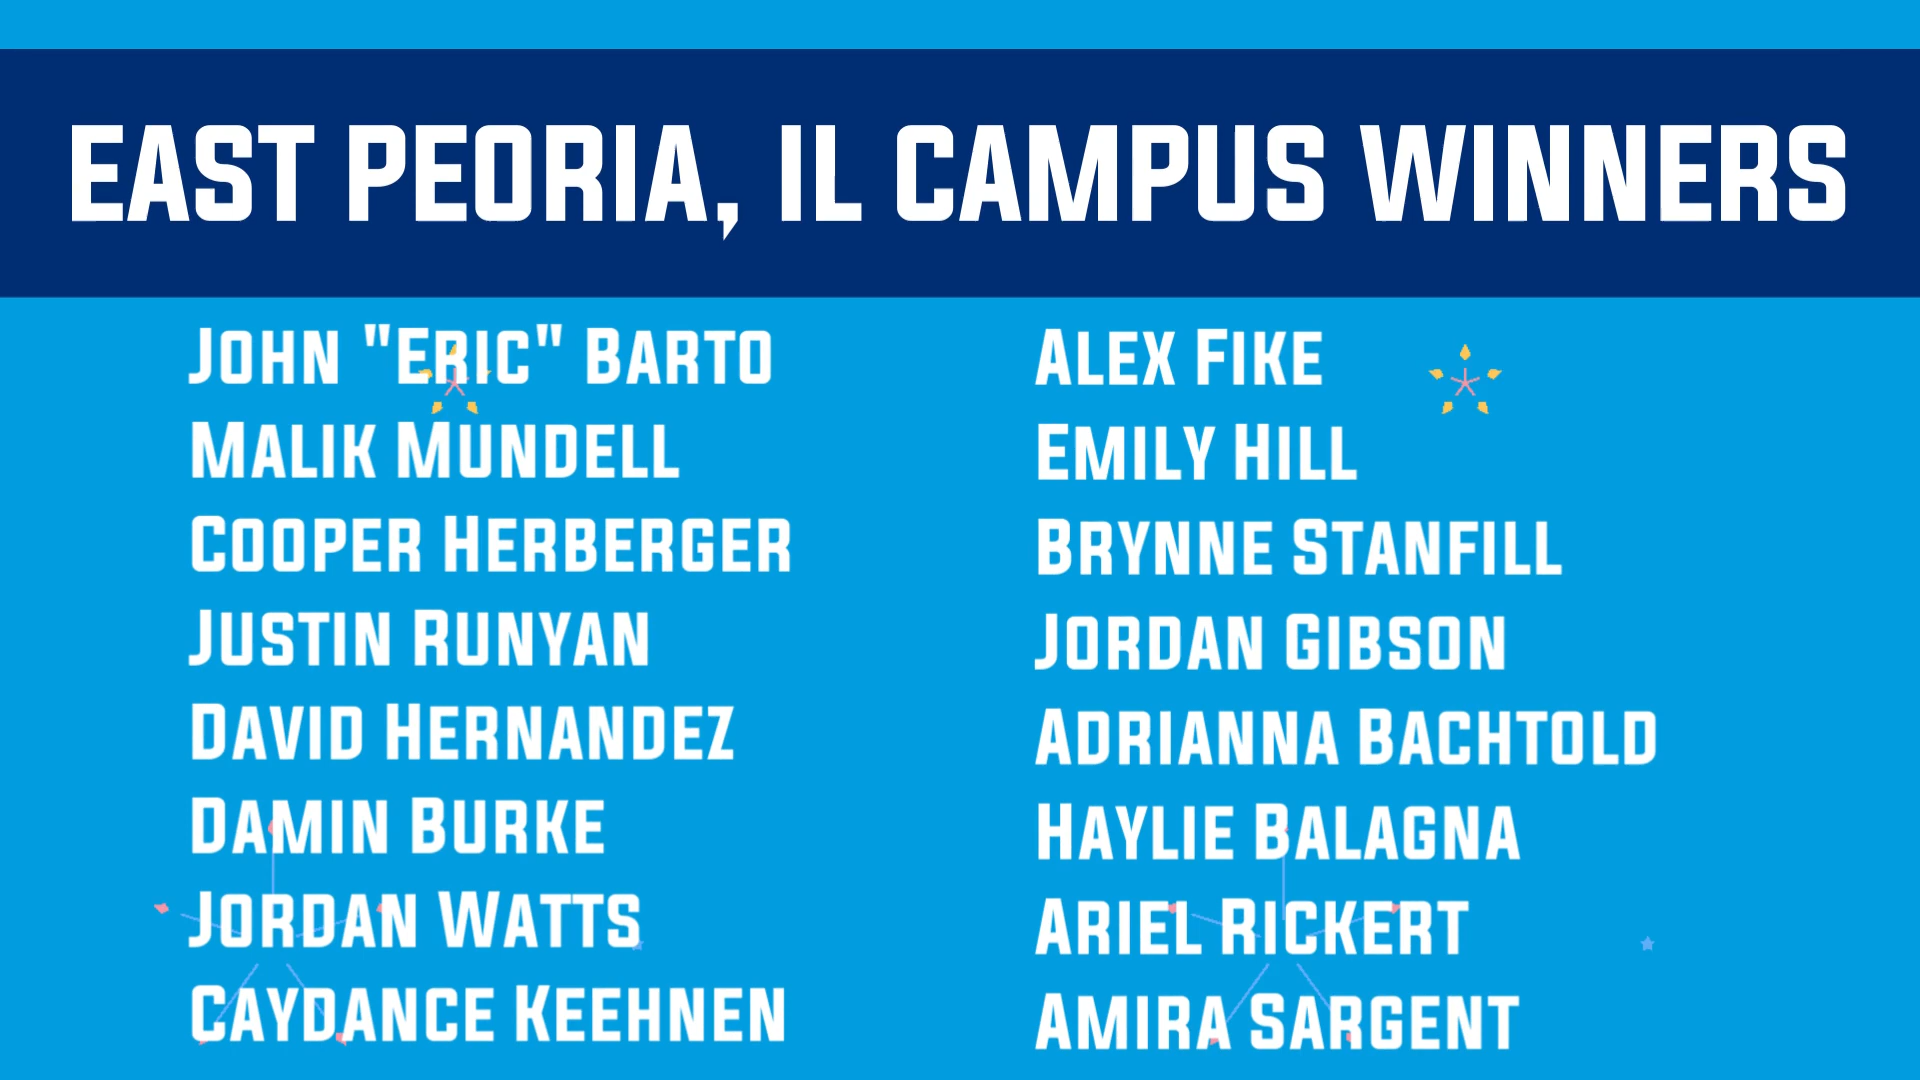 EAST PEORIA, IL CAMPUS WINNERS
JOHN "ERIC" BARTO
MALIK MUNDELL
COOPER HERBERGER
JUSTIN RUNYAN
DAVID HERNANDEZ
DAMIN BURKE
JORDAN WATTS
CAYDANCE KEEHNEN
ALEX FIKE
EMILY HILL
BRYNNE STANFILL
JORDAN GIBSON
ADRIANNA BACHTOLD
HAYLIE BALAGNA
ARIEL RICKERT
AMIRA SARGENT